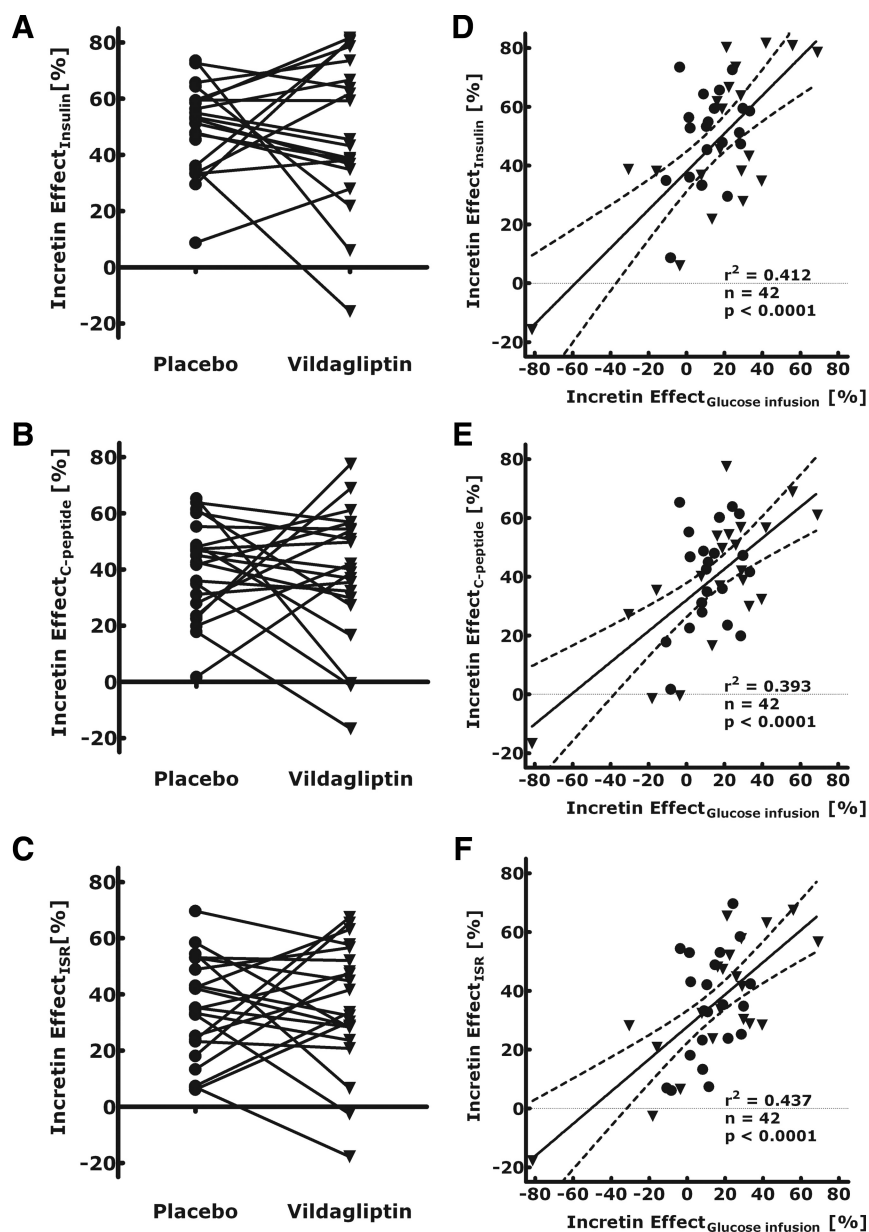 A
Incretin Effect Insulin [%]
80
60
40
20
0
-20
Placebo Vildagliptin
D
Incretin Effect Insulin [%]
80
60
40
20
0
-20
r² = 0.412
n = 42
p < 0.0001
-80 -60 -40 -20 0 20 40 60 80
Incretin Effect Glucose infusion [%]
B
Incretin Effect C-peptide [%]
80
60
40
20
0
-20
Placebo Vildagliptin
E
Incretin Effect C-peptide [%]
80
60
40
20
0
-20
r² = 0.393
n = 42
p < 0.0001
-80 -60 -40 -20 0 20 40 60 80
Incretin Effect Glucose infusion [%]
C
Incretin Effect ISR [%]
80
60
40
20
0
-20
Placebo Vildagliptin
F
Incretin Effect ISR [%]
80
60
40
20
0
-20
r² = 0.437
n = 42
p < 0.0001
-80 -60 -40 -20 0 20 40 60 80
Incretin Effect Glucose infusion [%]